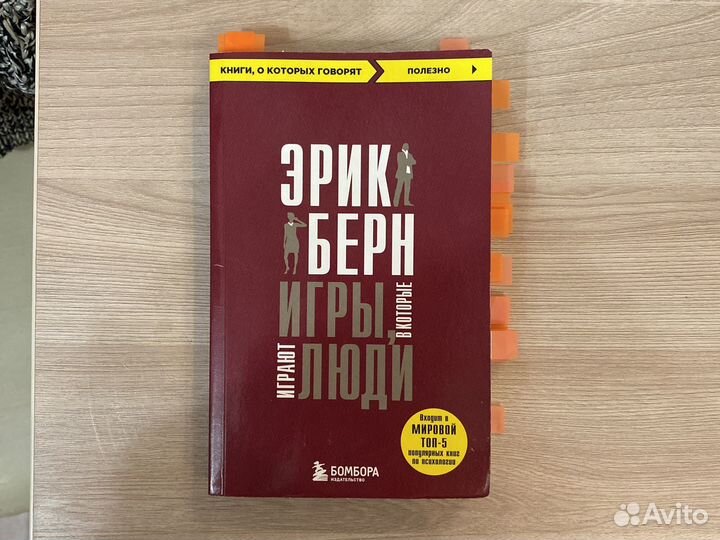 КНИГИ, О КОТОРЫХ ГОВОРЯТ ПОЛЕЗНО
ЭРИК
БЕРН
ИГРЫ,
В КОТОРЫЕ
ИГРАЮТ
ЛЮДИ
Входит в
МИРОВОЙ
ТОП-5
популярных книг
по психологии
БОМБОРА
ИЗДАТЕЛЬСТВО
Avito